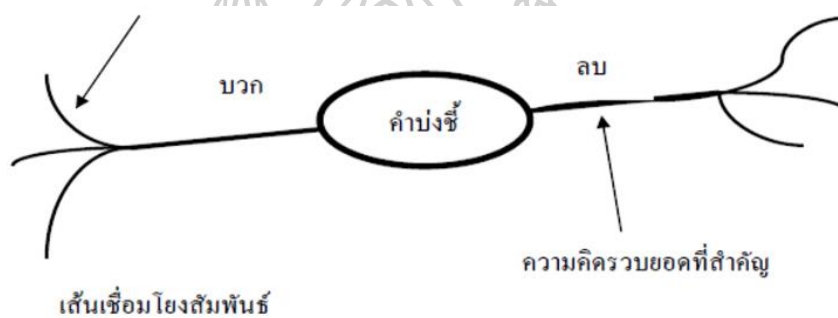 ลบ
บวก
คำบ่งชี้
ความคิดรวบยอดที่สำคัญ
เส้นเชื่อมโยงสัมพันธ์